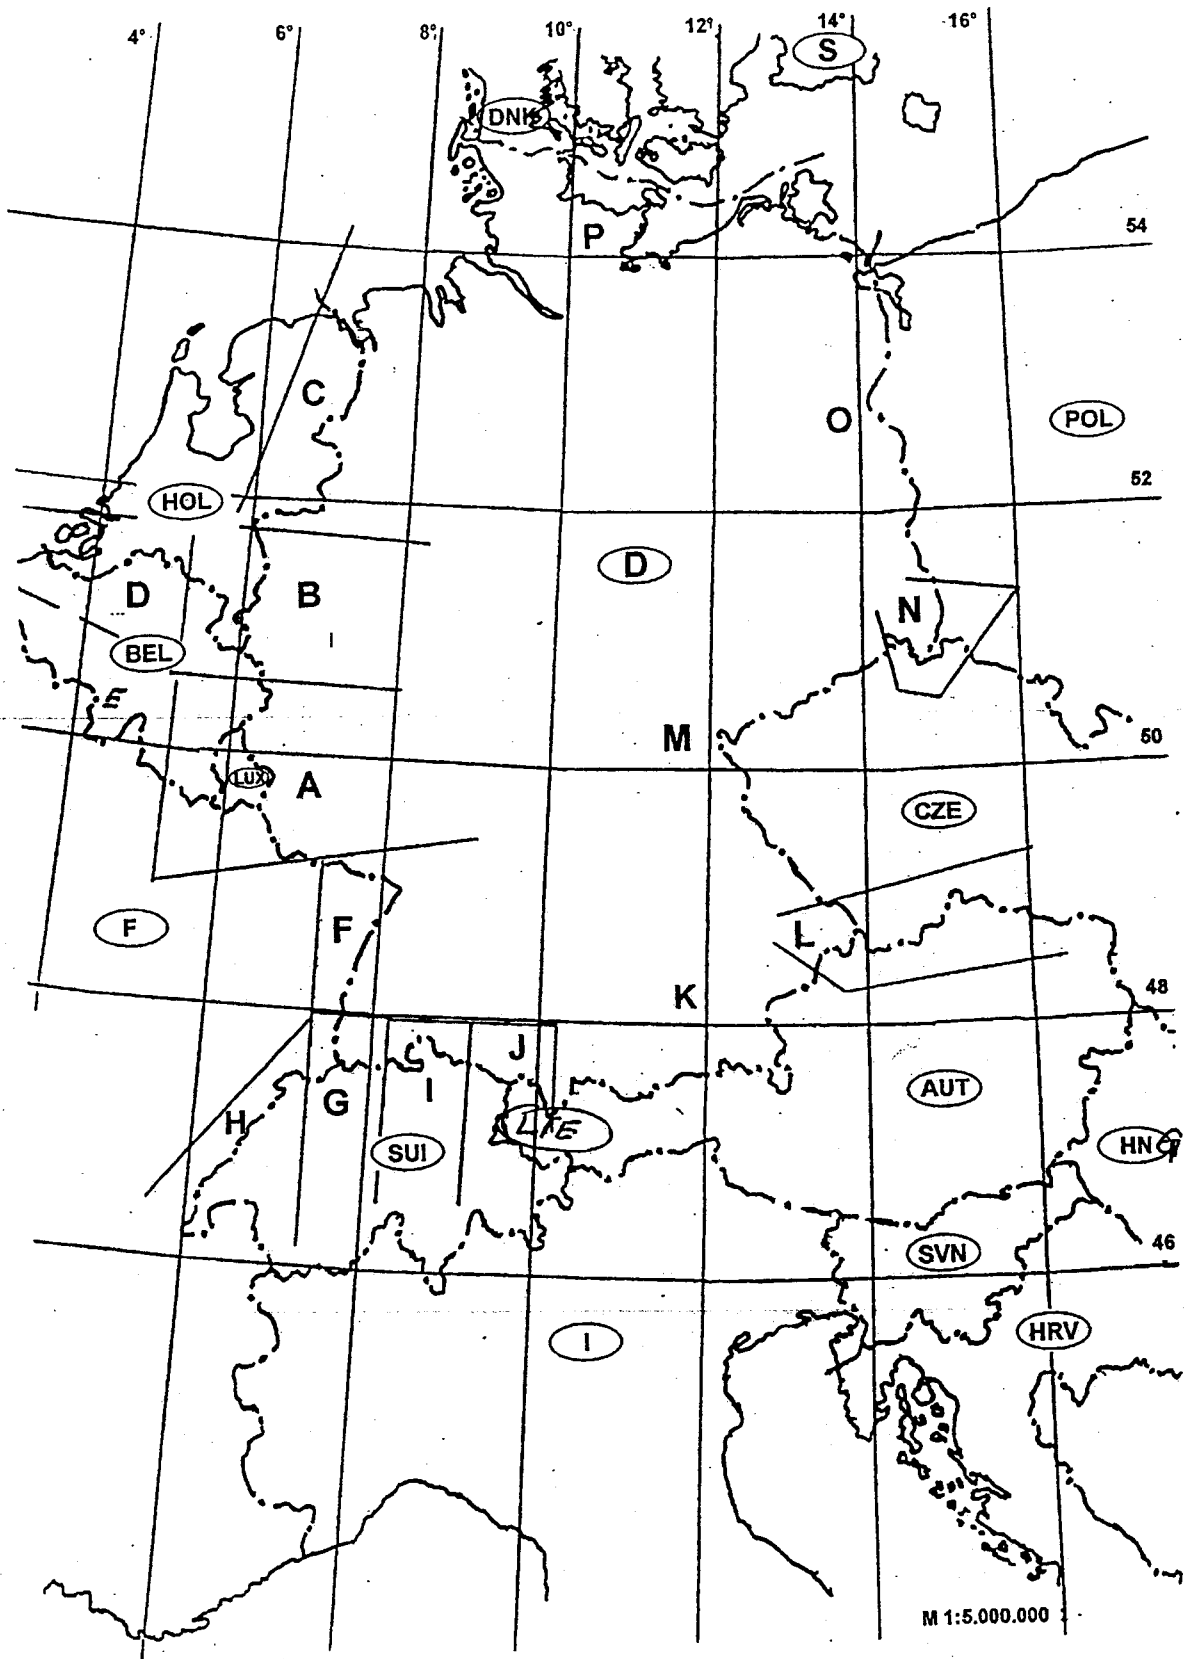 4° 6° 8° 10° 12° 14° 16°
S
DNK
54
P
C
O
POL
52
HOL
D
D
B
N
BEL
E
50
M
LUX
A
CZE
F
F
L
48
K
J
I
G
H
AUT
LIE
SUI
HN
46
SVN
I
HRV
M 1:5.000.000